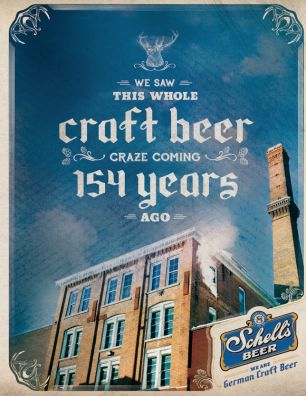 WE SAW
THIS WHOLE
craft beer
CRAZE COMING
154 years
AGO
Schell's
BEER
WE ARE
German Craft Beer